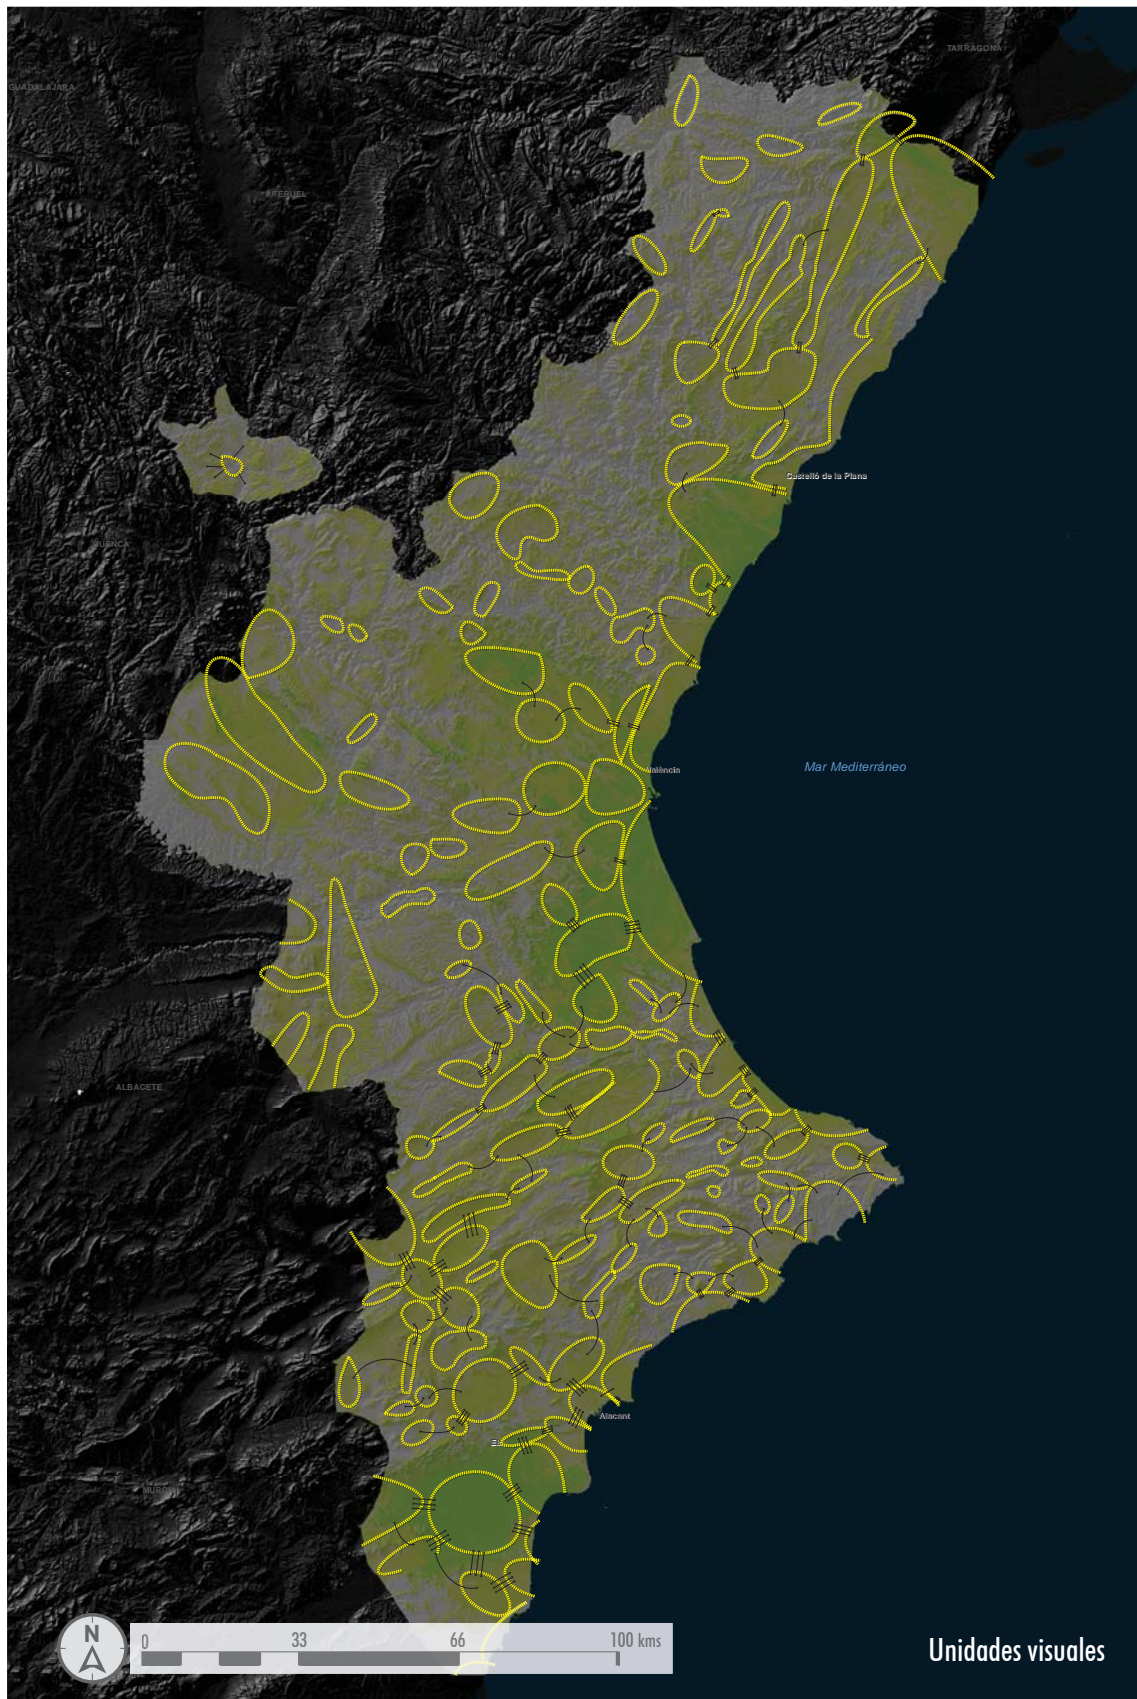 TARRAGONA
GUADALAJARA
TERUEL
Castelló de la Plana
CUENCA
Mar Mediterráneo
València
ALBACETE
Alacant
N
0 33 66 100 kms
Unidades visuales